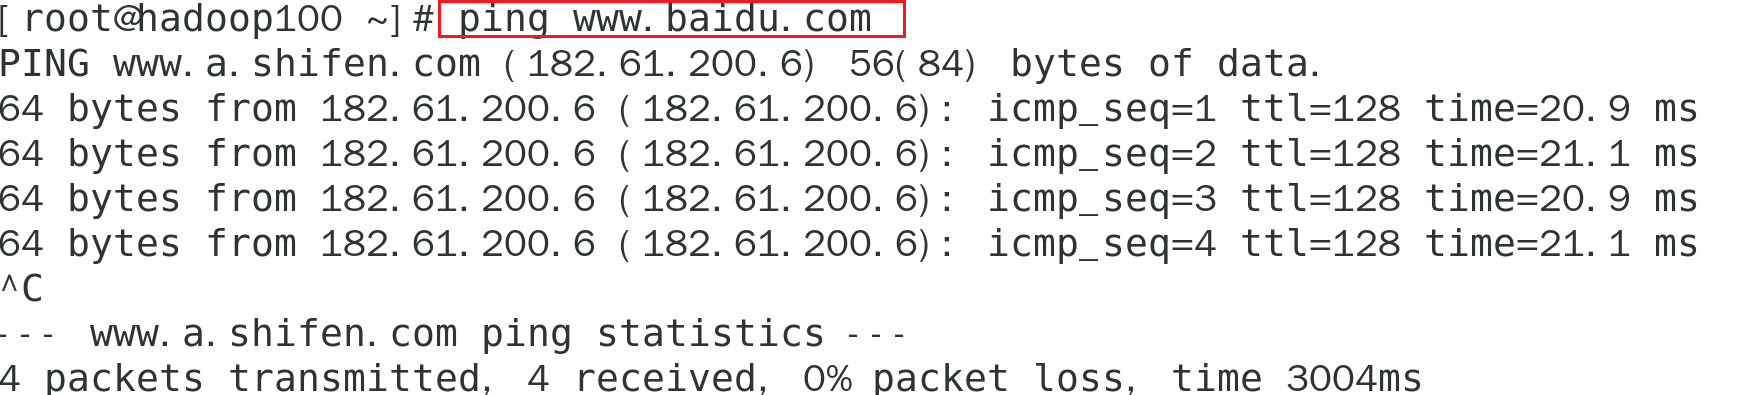 [root@hadoop100 ~]# ping www.baidu.com
PING www.a.shifen.com (182.61.200.6) 56(84) bytes of data.
64 bytes from 182.61.200.6 (182.61.200.6): icmp_seq=1 ttl=128 time=20.9 ms
64 bytes from 182.61.200.6 (182.61.200.6): icmp_seq=2 ttl=128 time=21.1 ms
64 bytes from 182.61.200.6 (182.61.200.6): icmp_seq=3 ttl=128 time=20.9 ms
64 bytes from 182.61.200.6 (182.61.200.6): icmp_seq=4 ttl=128 time=21.1 ms
^C
--- www.a.shifen.com ping statistics ---
4 packets transmitted, 4 received, 0% packet loss, time 3004ms